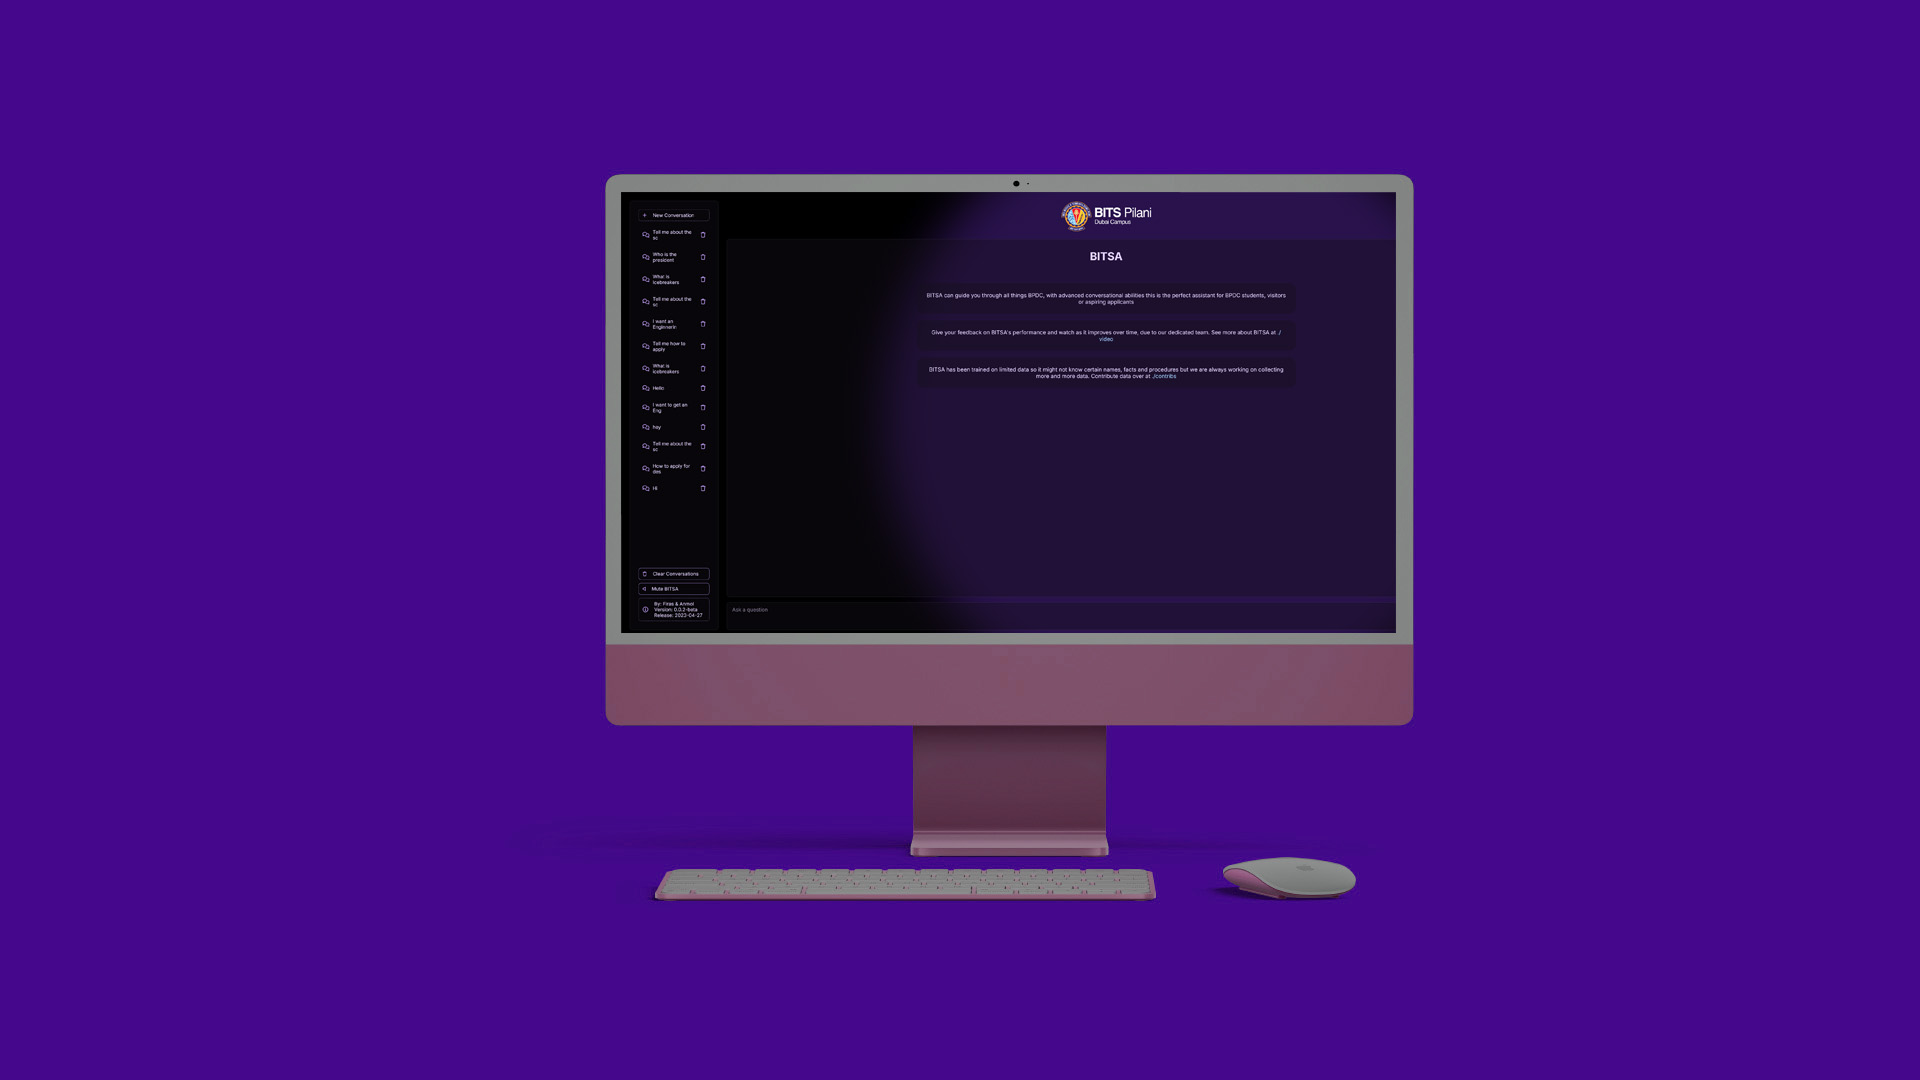 New Conversation
Tell me about the
sc
Who is the
president
What is
Icebreakers
Tell me about the
sc
I want an
Enginnerin
Tell me how to
apply
What is
icebreakers
Hello
I want to get an
Eng
hey
Tell me about the
sc
How to apply for
des
Hi
Clear Conversations
Mute BITSA
By: Firas & Anmol
Version: 0.0.2-beta
Release: 2023-04-27
BITS Pilani
Dubai Campus
BITSA
BITSA can guide you through all things BPDC, with advanced conversational abilities this is the perfect assistant for BPDC students, visitors
or aspiring applicants
Give your feedback on BITSA's performance and watch as it improves over time, due to our dedicated team. See more about BITSA at ./
video
BITSA has been trained on limited data so it might not know certain names, facts and procedures but we are always working on collecting
more and more data. Contribute data over at ./contribs
Ask a question